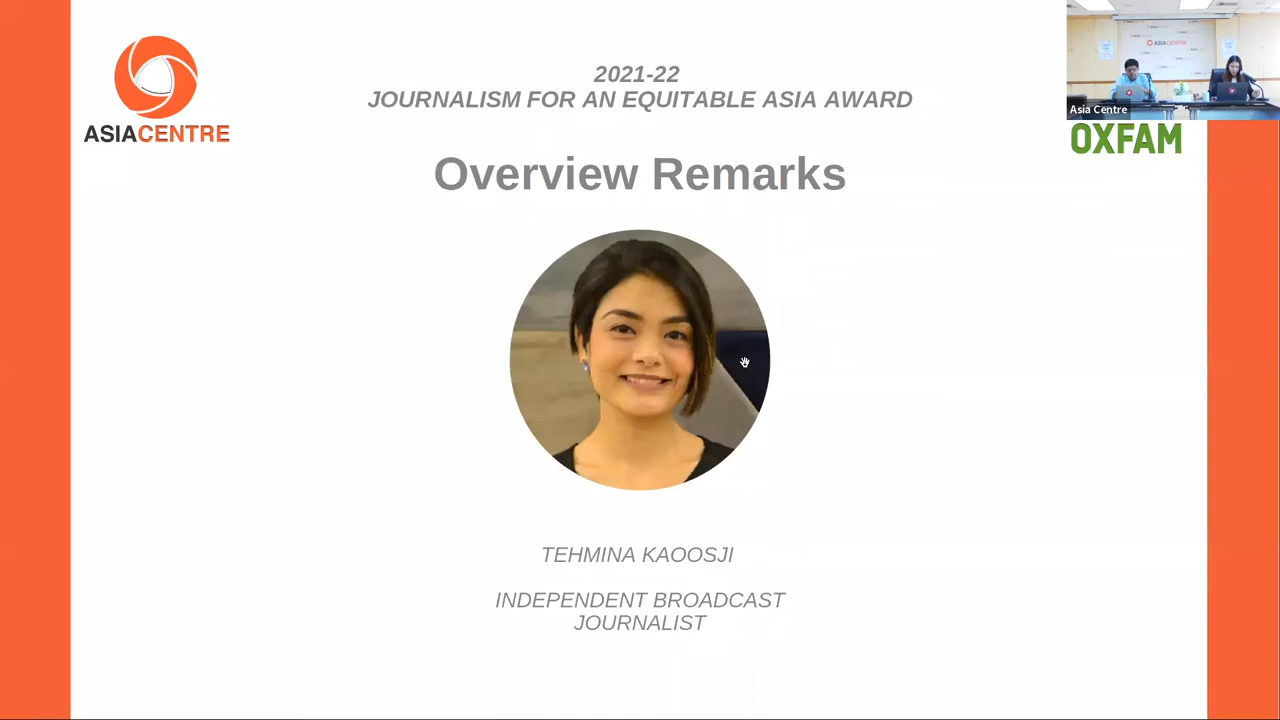 ASIACENTRE
2021-22
JOURNALISM FOR AN EQUITABLE ASIA AWARD
Overview Remarks
ASIACENTRE
Asia Centre
OXFAM
TEHMINA KAOOSJI
INDEPENDENT BROADCAST
JOURNALIST